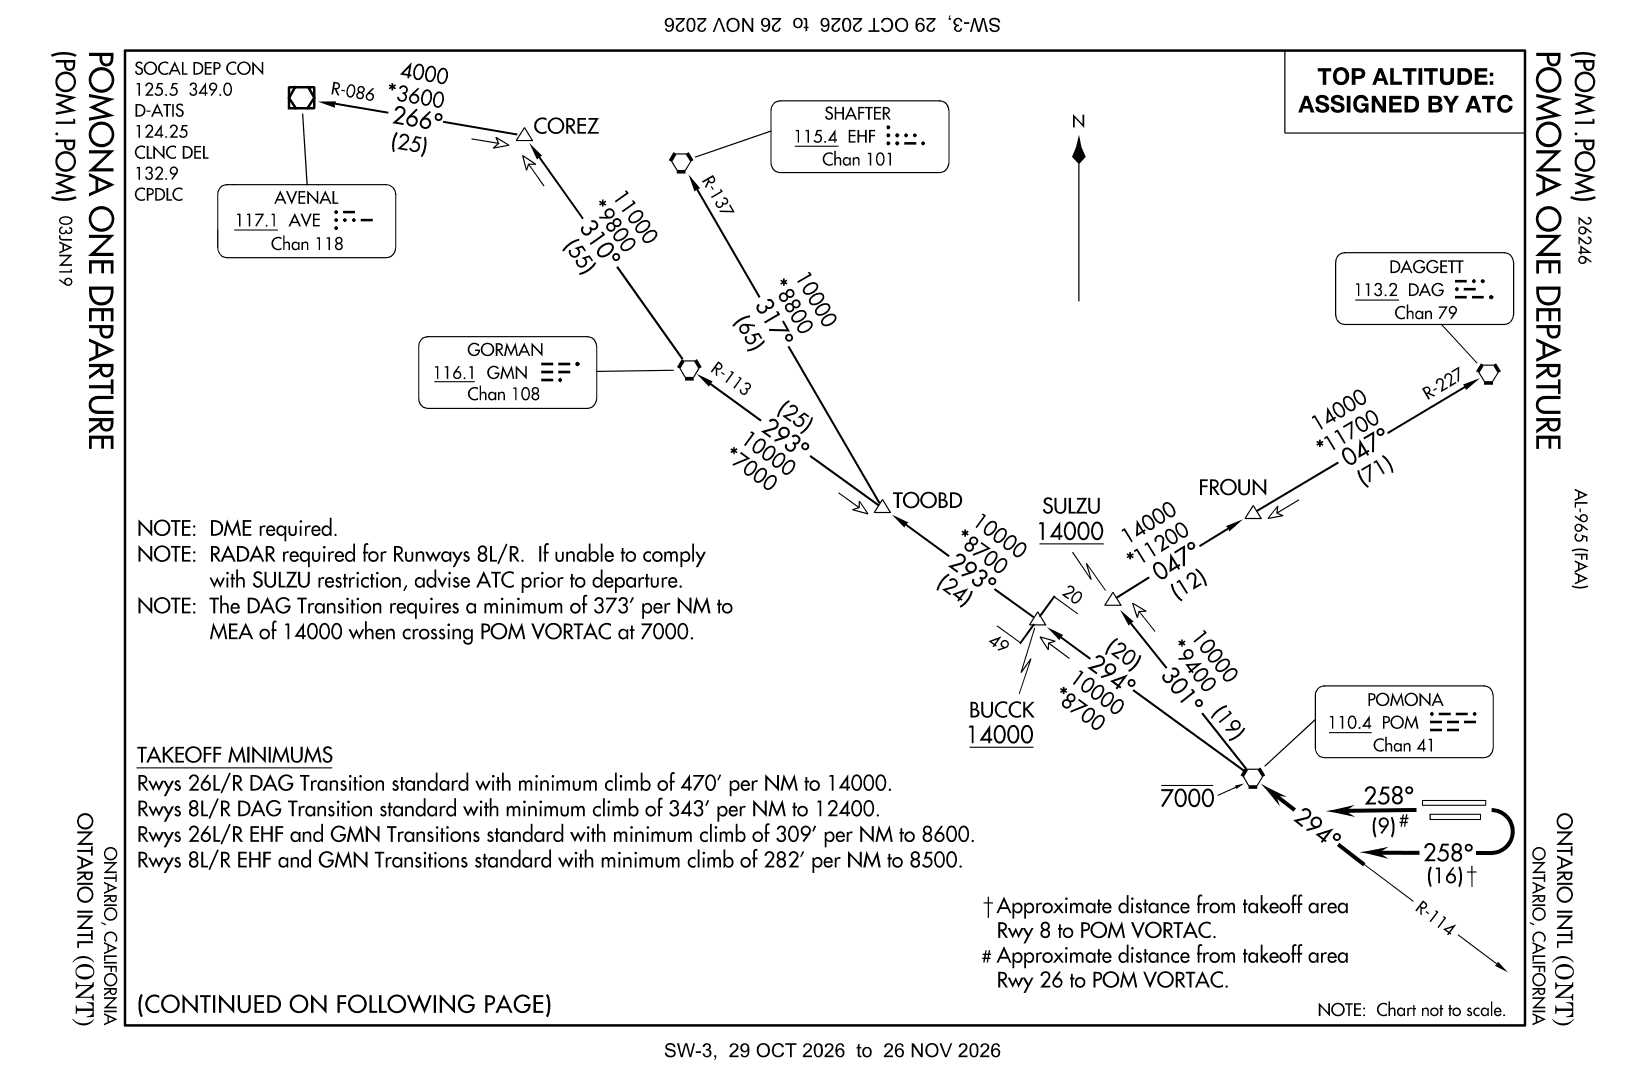 SW-3, 29 OCT 2026 to 26 NOV 2026
(POM1.POM) 03JAN19
POMONA ONE DEPARTURE
ONTARIO, CALIFORNIA
ONTARIO INTL (ONT)
SOCAL DEP CON
125.5 349.0
D-ATIS
124.25
CLNC DEL
132.9
CPDLC
TOP ALTITUDE:
ASSIGNED BY ATC
(POM1.POM) 26246
POMONA ONE DEPARTURE
AL-965 (FAA)
ONTARIO INTL (ONT)
ONTARIO, CALIFORNIA
R-086
4000
*3600
266°
(25)
COREZ
AVENAL
117.1 AVE
Chan 118
11000
*9800
310°
(55)
SHAFTER
115.4 EHF
Chan 101
R-137
10000
*8800
317°
(65)
N
DAGGETT
113.2 DAG
Chan 79
R-227
14000
*11700
047°
(71)
GORMAN
116.1 GMN
Chan 108
R-113
(25)
293°
10000
*7000
TOOBD
10000
*8700
293°
(24)
SULZU
14000
FROUN
14000
*11200
047°
(12)
20
49
BUCCK
14000
(20)
294°
10000
*8700
10000
*9400
301°
(19)
POMONA
110.4 POM
Chan 41
7000
258°
(9)#
294°
258°
(16)†
R-114
NOTE: DME required.
NOTE: RADAR required for Runways 8L/R. If unable to comply
with SULZU restriction, advise ATC prior to departure.
NOTE: The DAG Transition requires a minimum of 373' per NM to
MEA of 14000 when crossing POM VORTAC at 7000.
TAKEOFF MINIMUMS
Rwys 26L/R DAG Transition standard with minimum climb of 470' per NM to 14000.
Rwys 8L/R DAG Transition standard with minimum climb of 343' per NM to 12400.
Rwys 26L/R EHF and GMN Transitions standard with minimum climb of 309' per NM to 8600.
Rwys 8L/R EHF and GMN Transitions standard with minimum climb of 282' per NM to 8500.
† Approximate distance from takeoff area
Rwy 8 to POM VORTAC.
# Approximate distance from takeoff area
Rwy 26 to POM VORTAC.
(CONTINUED ON FOLLOWING PAGE)
NOTE: Chart not to scale.
SW-3, 29 OCT 2026 to 26 NOV 2026